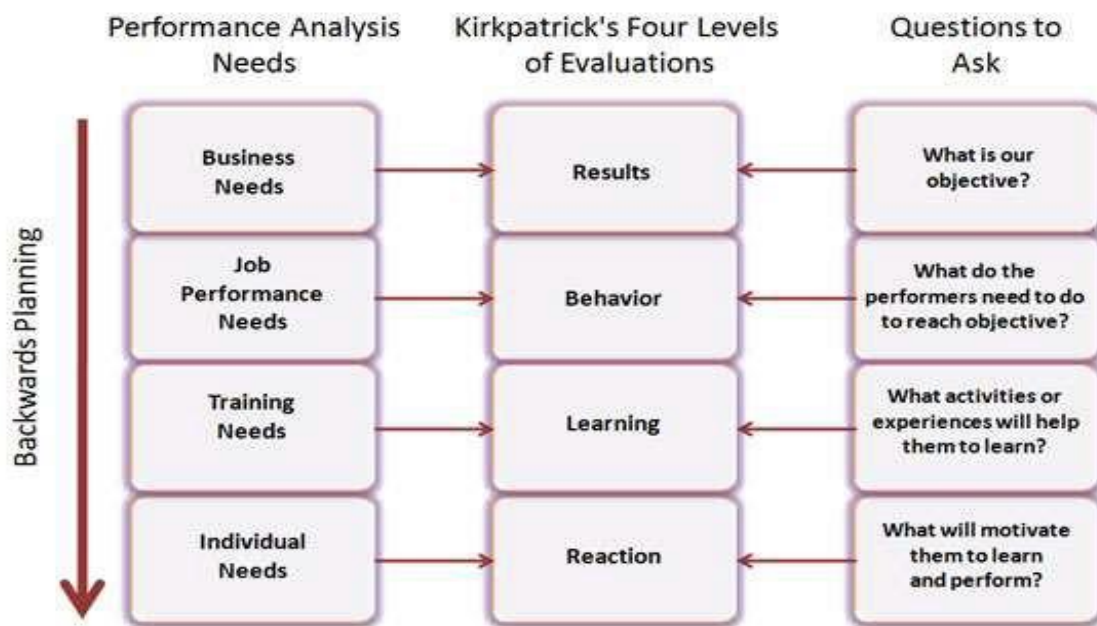 Performance Analysis
Needs
Kirkpatrick's Four Levels
of Evaluations
Questions to
Ask
Backwards Planning
Business
Needs
Results
What is our
objective?
Job
Performance
Needs
Behavior
What do the
performers need to do
to reach objective?
Training
Needs
Learning
What activities or
experiences will help
them to learn?
Individual
Needs
Reaction
What will motivate
them to learn
and perform?